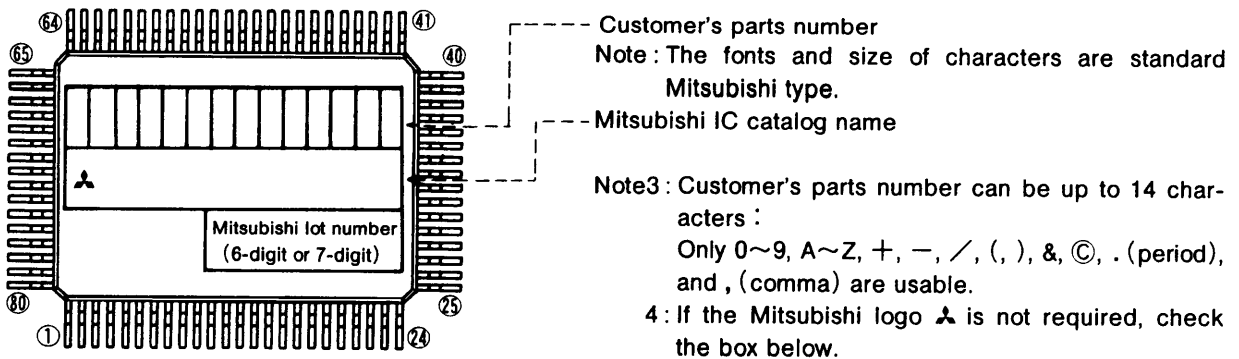 64
41
65
40
Mitsubishi lot number
(6-digit or 7-digit)
80
25
1
24
Customer's parts number
Note : The fonts and size of characters are standard
Mitsubishi type.
Mitsubishi IC catalog name
Note3 : Customer's parts number can be up to 14 char-
acters :
Only 0~9, A~Z, +, -, /, (, ), &, Ⓒ, . (period),
and , (comma) are usable.
4 : If the Mitsubishi logo is not required, check
the box below.